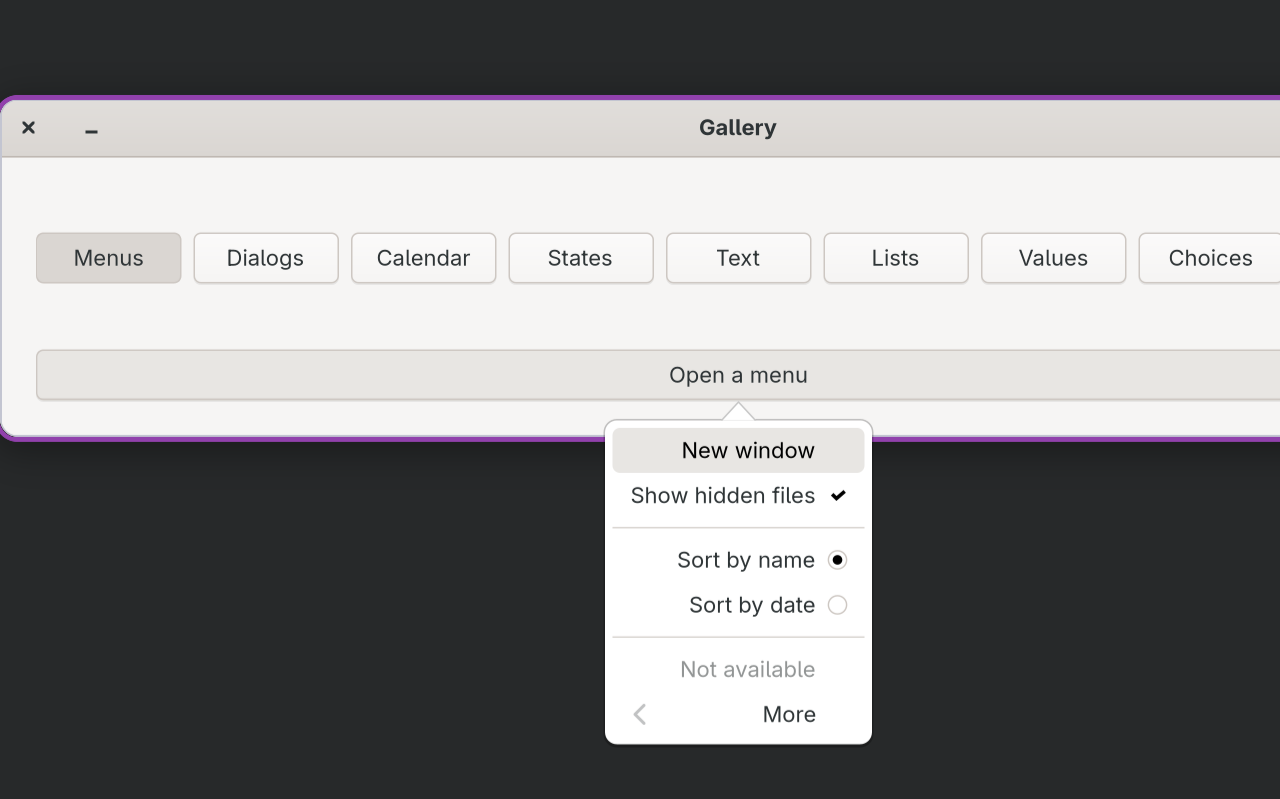 Gallery
Menus
Dialogs
Calendar
States
Text
Lists
Values
Choices
Open a menu
New window
Show hidden files
Sort by name
Sort by date
Not available
More